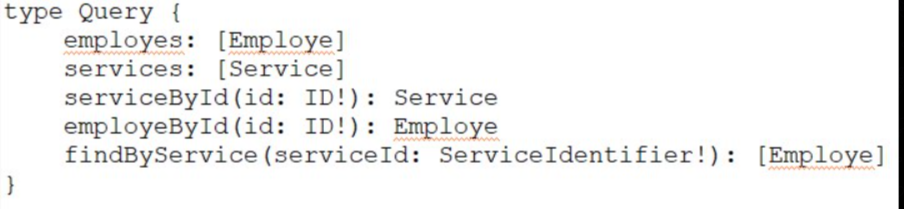 type Query {
    employes: [Employe]
    services: [Service]
    serviceById(id: ID!): Service
    employeById(id: ID!): Employe
    findByService(serviceId: ServiceIdentifier!): [Employe]
}